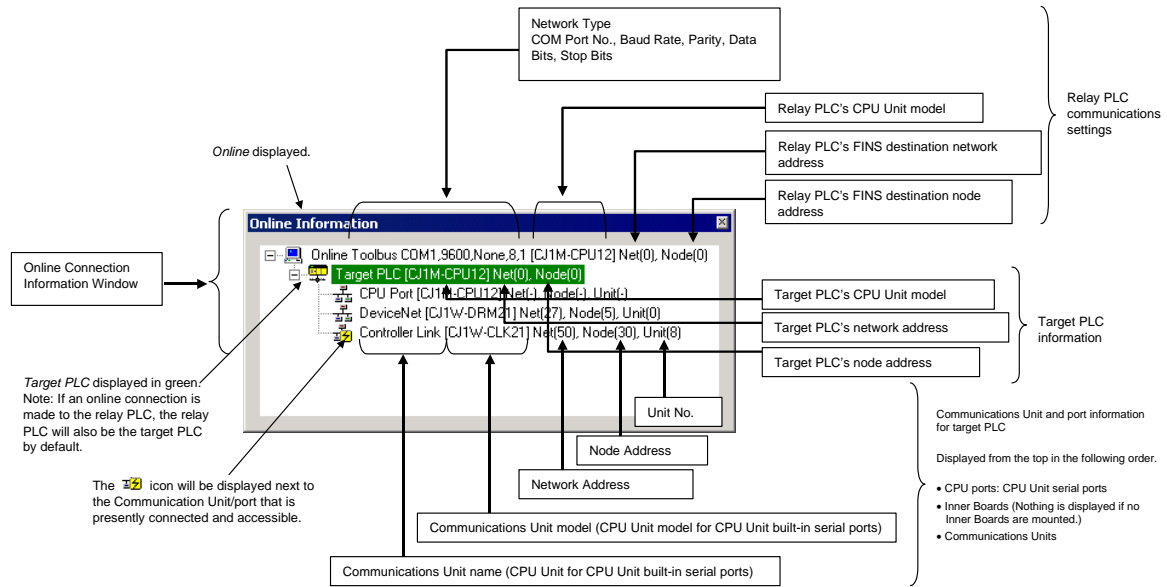 Network Type
COM Port No., Baud Rate, Parity, Data
Bits, Stop Bits
Relay PLC's CPU Unit model
Relay PLC's FINS destination network
address
Relay PLC's FINS destination node
address
Relay PLC
communications
settings
Online displayed.
Online Connection
Information Window
Online Information
Online Toolbus COM1,9600,None,8,1 [CJ1M-CPU12] Net(0), Node(0)
Target PLC [CJ1M-CPU12] Net(0), Node(0)
CPU Port [CJ1M-CPU12] Net(-), Node(-), Unit(-)
DeviceNet [CJ1W-DRM21] Net(27), Node(5), Unit(0)
Controller Link [CJ1W-CLK21] Net(50), Node(30), Unit(8)
Target PLC's CPU Unit model
Target PLC's network address
Target PLC's node address
Target PLC
information
Target PLC displayed in green.
Note: If an online connection is
made to the relay PLC, the relay
PLC will also be the target PLC
by default.
The icon will be displayed next to
the Communication Unit/port that is
presently connected and accessible.
Unit No.
Node Address
Network Address
Communications Unit model (CPU Unit model for CPU Unit built-in serial ports)
Communications Unit name (CPU Unit for CPU Unit built-in serial ports)
Communications Unit and port information
for target PLC
Displayed from the top in the following order.
• CPU ports: CPU Unit serial ports
• Inner Boards (Nothing is displayed if no
Inner Boards are mounted.)
• Communications Units